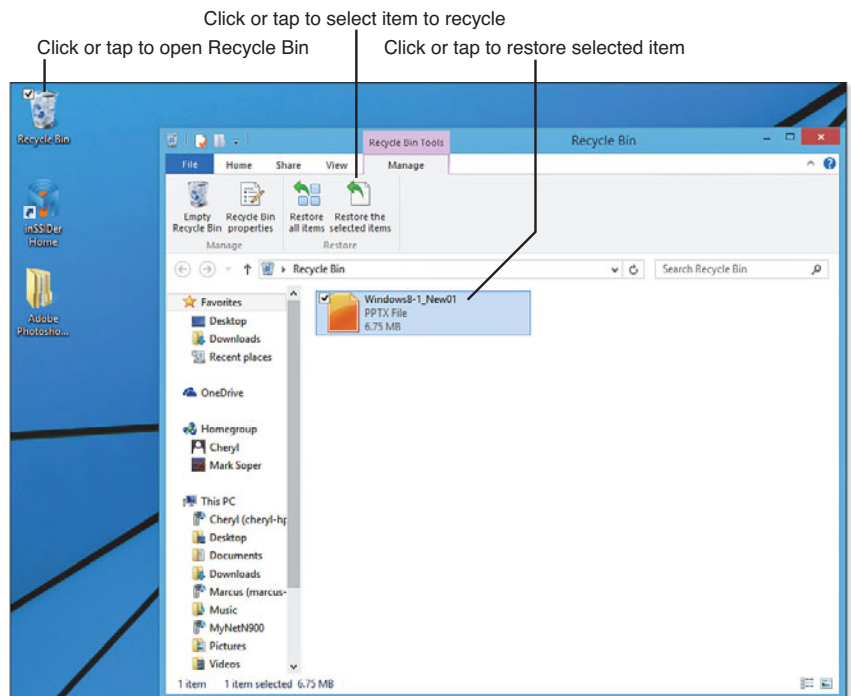 Click or tap to select item to recycle
Click or tap to open Recycle Bin
Click or tap to restore selected item
Recycle Bin
inSSIDer
Home
Adobe
Photosho...
Recycle Bin Tools
Recycle Bin
File Home Share View Manage
Empty
Recycle Bin
Recycle Bin
properties
Restore
all items
Restore the
selected items
Manage
Restore
Recycle Bin
Search Recycle Bin
Favorites
Desktop
Downloads
Recent places
OneDrive
Homegroup
Cheryl
Mark Soper
This PC
Cheryl (cheryl-hp
Desktop
Documents
Downloads
Marcus (marcus-
Music
MyNetN900
Pictures
Videos
Windows8-1_New01
PPTX File
6.75 MB
1 item 1 item selected 6.75 MB